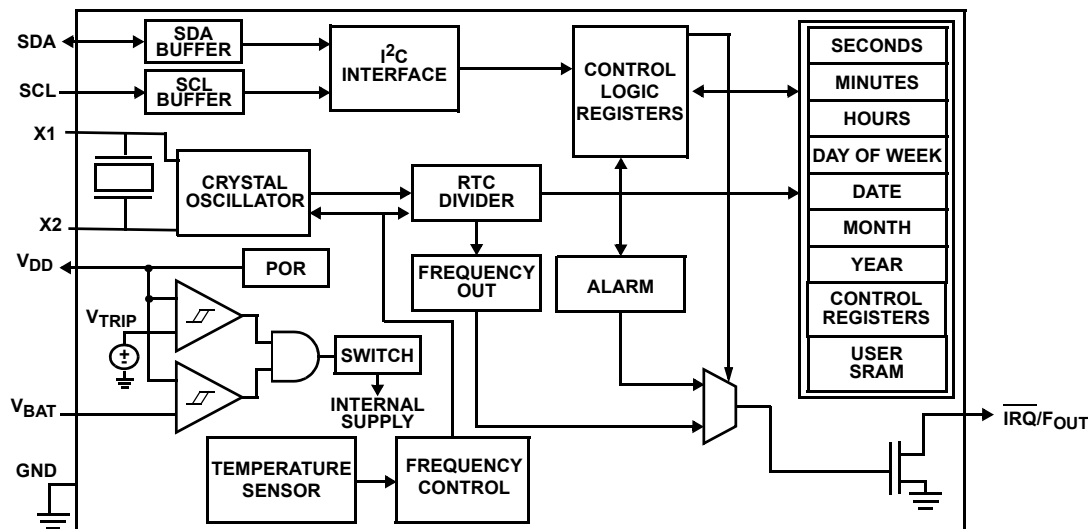 SDA
SDA
BUFFER
SCL
SCL
BUFFER
I²C
INTERFACE
CONTROL
LOGIC
REGISTERS
SECONDS
MINUTES
HOURS
DAY OF WEEK
DATE
MONTH
YEAR
CONTROL
REGISTERS
USER
SRAM
X1
X2
CRYSTAL
OSCILLATOR
RTC
DIVIDER
FREQUENCY
OUT
ALARM
VDD
POR
VTRIP
SWITCH
INTERNAL
SUPPLY
VBAT
GND
TEMPERATURE
SENSOR
FREQUENCY
CONTROL
IRQ/FOUT